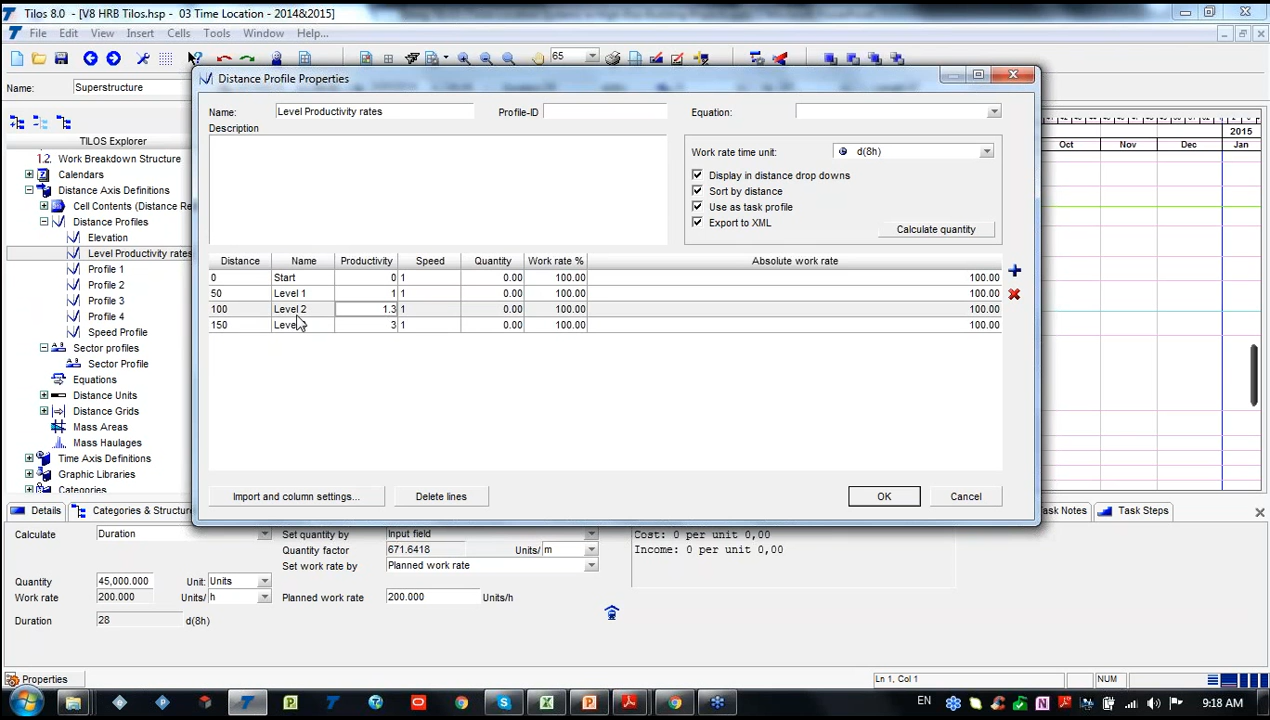 Tilos 8.0 - [V8 HRB Tilos.hsp - 03 Time Location - 2014&2015]
File Edit View Insert Cells Tools Window Help...
65
Name: Superstructure
TILOS Explorer
Work Breakdown Structure
Calendars
Distance Axis Definitions
Cell Contents (Distance Re
Distance Profiles
Elevation
Level Productivity rates
Profile 1
Profile 2
Profile 3
Profile 4
Speed Profile
Sector profiles
Sector Profile
Equations
Distance Units
Distance Grids
Mass Areas
Mass Haulages
Time Axis Definitions
Graphic Libraries
Categories
Distance Profile Properties
Name: Level Productivity rates Profile-ID Equation:
Description
Work rate time unit: d(8h)
Display in distance drop downs
Sort by distance
Use as task profile
Export to XML
Calculate quantity
Distance Name Productivity Speed Quantity Work rate % Absolute work rate
0 Start 0 1 0.00 100.00 100.00
50 Level 1 1 1 0.00 100.00 100.00
100 Level 2 1.3 1 0.00 100.00 100.00
150 Level 3 1 0.00 100.00 100.00
Import and column settings... Delete lines OK Cancel
2015
Oct Nov Dec Jan
Details Categories & Structure Task Notes Task Steps
Calculate Duration Set quantity by Input field
Quantity factor 671.6418 Units/ m
Set work rate by Planned work rate
Quantity 45,000.000 Unit: Units
Work rate 200.000 Units/ h Planned work rate 200.000 Units/h
Duration 28 d(8h)
Cost: 0 per unit 0,00
Income: 0 per unit 0,00
Properties Ln 1, Col 1 NUM
EN 9:18 AM